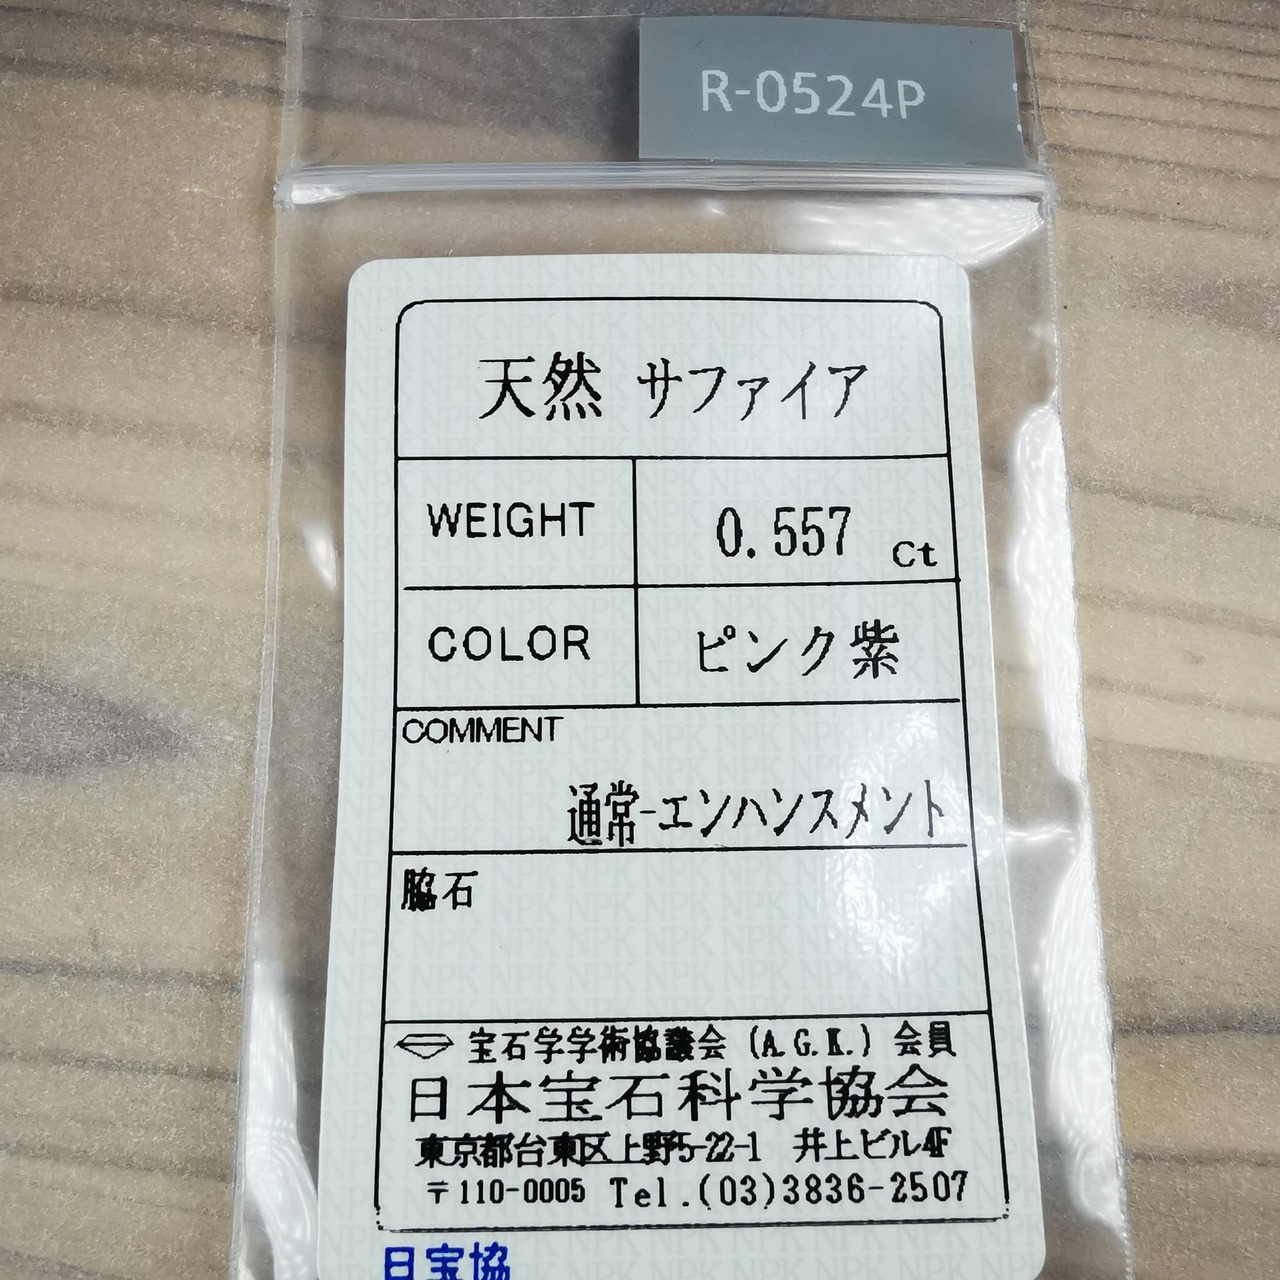 R-0524P
天然 サファイア
WEIGHT 0.557 Ct
COLOR ピンク紫
COMMENT
通常-エンハンスメント
脇石
宝石学学術協議会 (A.G.K.) 会員
日本宝石科学協会
東京都台東区上野5-22-1 井上ビル4F
〒110-0005 Tel.(03)3836-2507
日宝協